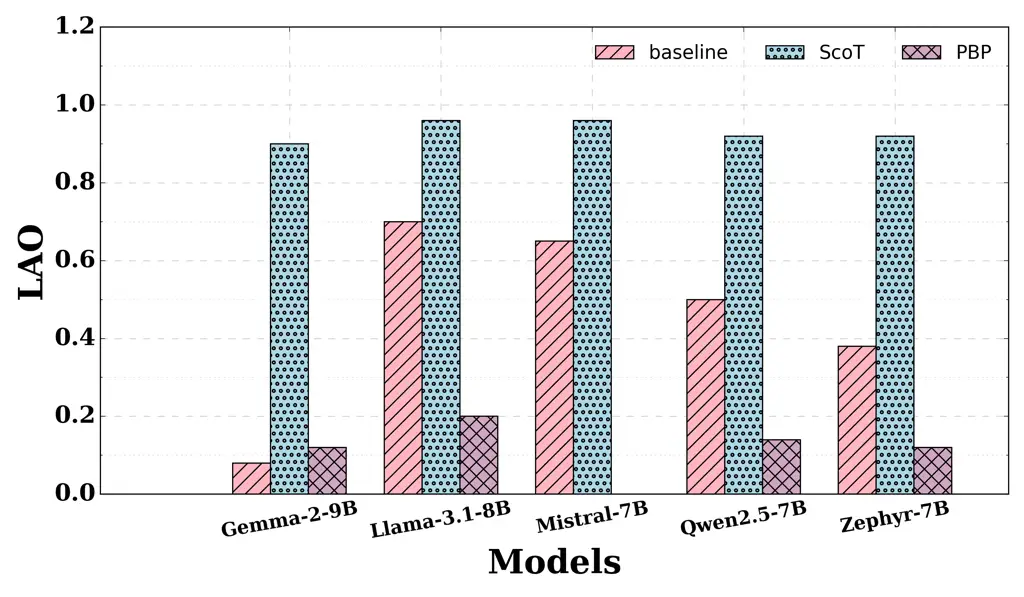 baseline ScoT PBP
1.2
1.0
0.8
0.6
0.4
0.2
0.0
LAO
Gemma-2-9B Llama-3.1-8B Mistral-7B Qwen2.5-7B Zephyr-7B
Models